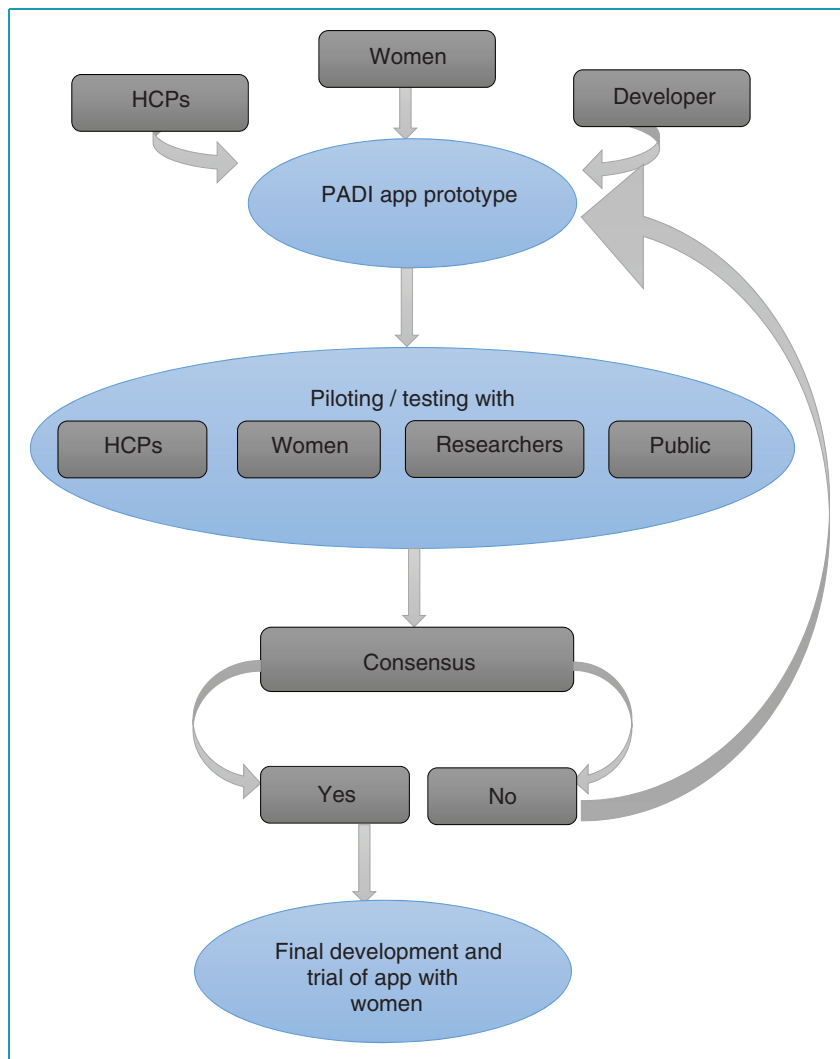 Women
HCPs
Developer
PADI app prototype
Piloting / testing with
HCPs
Women
Researchers
Public
Consensus
Yes
No
Final development and
trial of app with
women